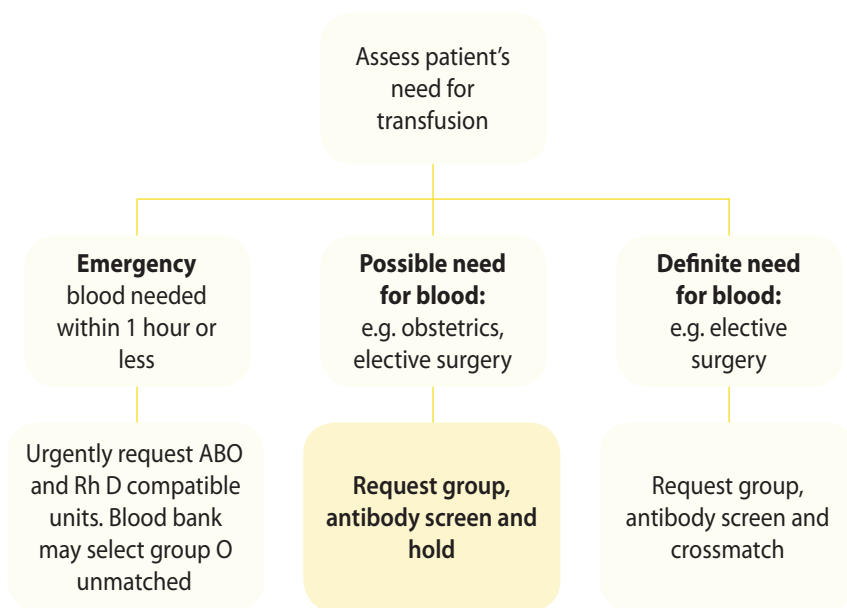 Assess patient's
need for
transfusion
Emergency
blood needed
within 1 hour or
less
Possible need
for blood:
e.g. obstetrics,
elective surgery
Definite need
for blood:
e.g. elective
surgery
Urgently request ABO
and Rh D compatible
units. Blood bank
may select group O
unmatched
Request group,
antibody screen and
hold
Request group,
antibody screen and
crossmatch